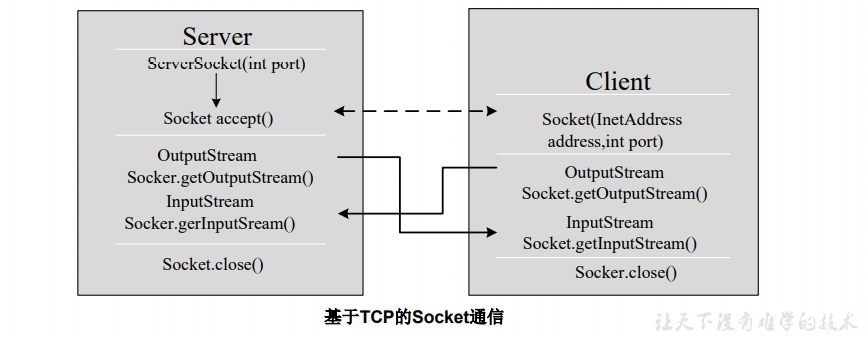 Server
ServerSocket(int port)
Socket accept()
OutputStream
Socker.getOutputStream()
InputStream
Socker.gerInputSream()
Socket.close()
Client
Socket(InetAddress
address,int port)
OutputStream
Socket.getOutputStream()
InputStream
Socket.getInputStream()
Socker.close()
基于TCP的Socket通信
让天下没有难学的技术